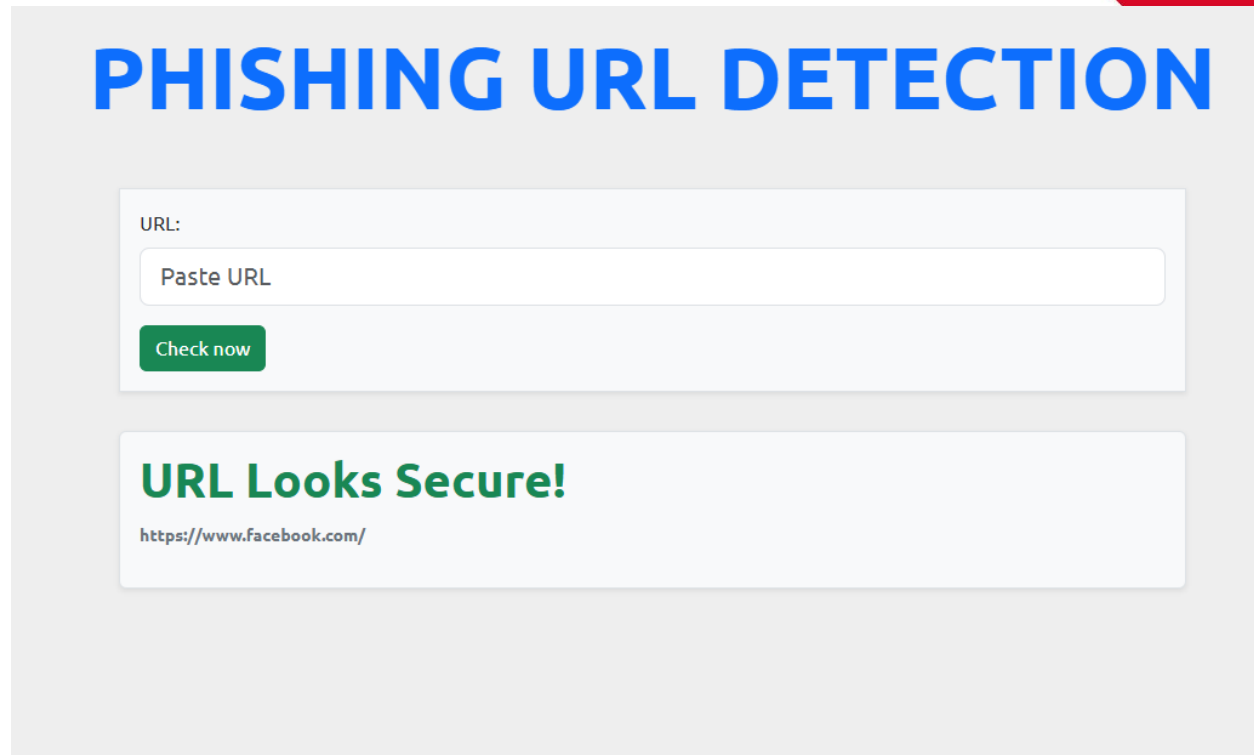 PHISHING URL DETECTION
URL:
Paste URL
Check now
URL Looks Secure!
https://www.facebook.com/